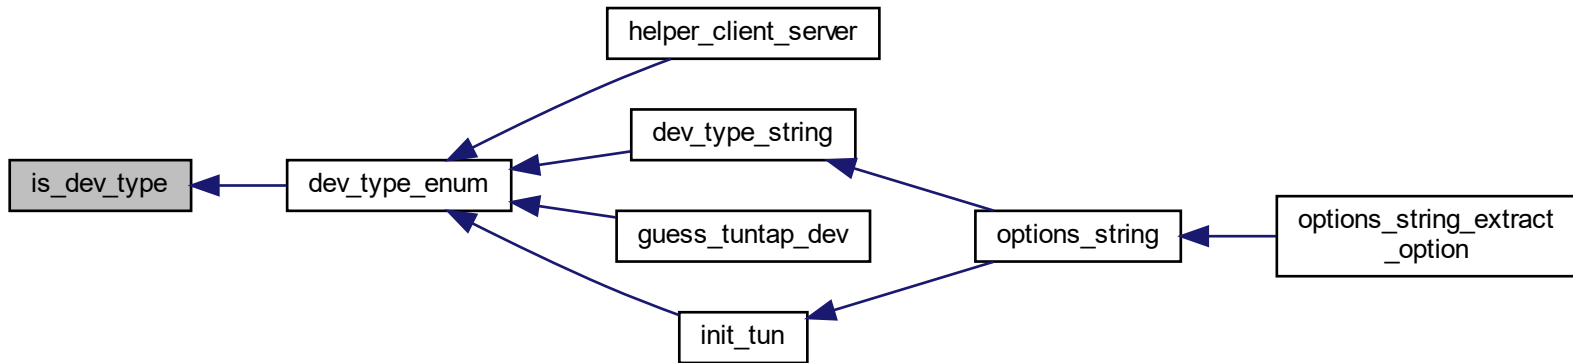 helper_client_server
dev_type_string
is_dev_type
dev_type_enum
guess_tuntap_dev
options_string
options_string_extract
_option
init_tun